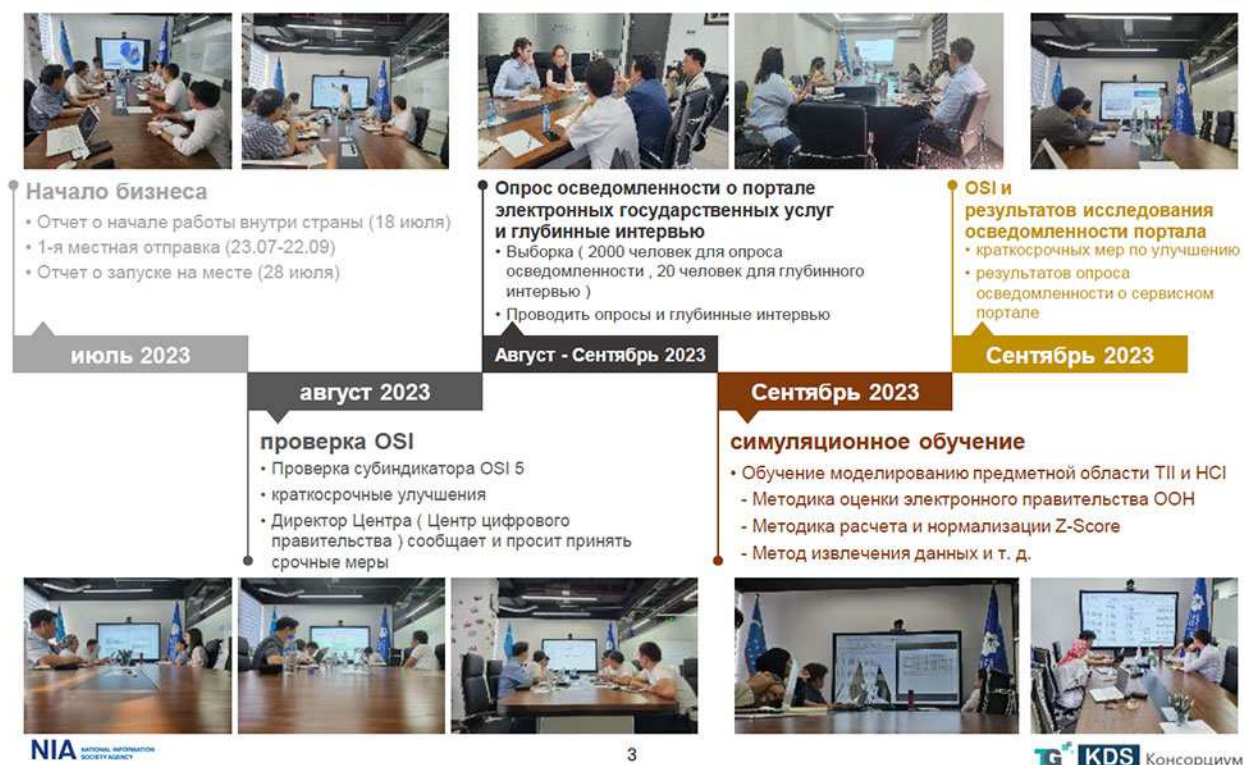 Начало бизнеса
• Отчет о начале работы внутри страны (18 июля)
• 1-я местная отправка (23.07-22.09)
• Отчет о запуске на месте (28 июля)
июль 2023
август 2023
проверка OSI
• Проверка субиндикатора OSI 5
• краткосрочные улучшения
• Директор Центра ( Центр цифрового
правительства ) сообщает и просит принять
срочные меры
Опрос осведомленности о портале
электронных государственных услуг
и глубинные интервью
• Выборка ( 2000 человек для опроса
осведомленности , 20 человек для глубинного
интервью )
• Проводить опросы и глубинные интервью
Август - Сентябрь 2023
Сентябрь 2023
симуляционное обучение
• Обучение моделированию предметной области TII и HCI
- Методика оценки электронного правительства ООН
- Методика расчета и нормализации Z-Score
- Метод извлечения данных и т. д.
OSI и
результатов исследования
осведомленности портала
• краткосрочных мер по улучшению
• результатов опроса
осведомленности о сервисном
портале
Сентябрь 2023
NIA NATIONAL INFORMATION
SOCIETY AGENCY
3
TG KDS Консорциум